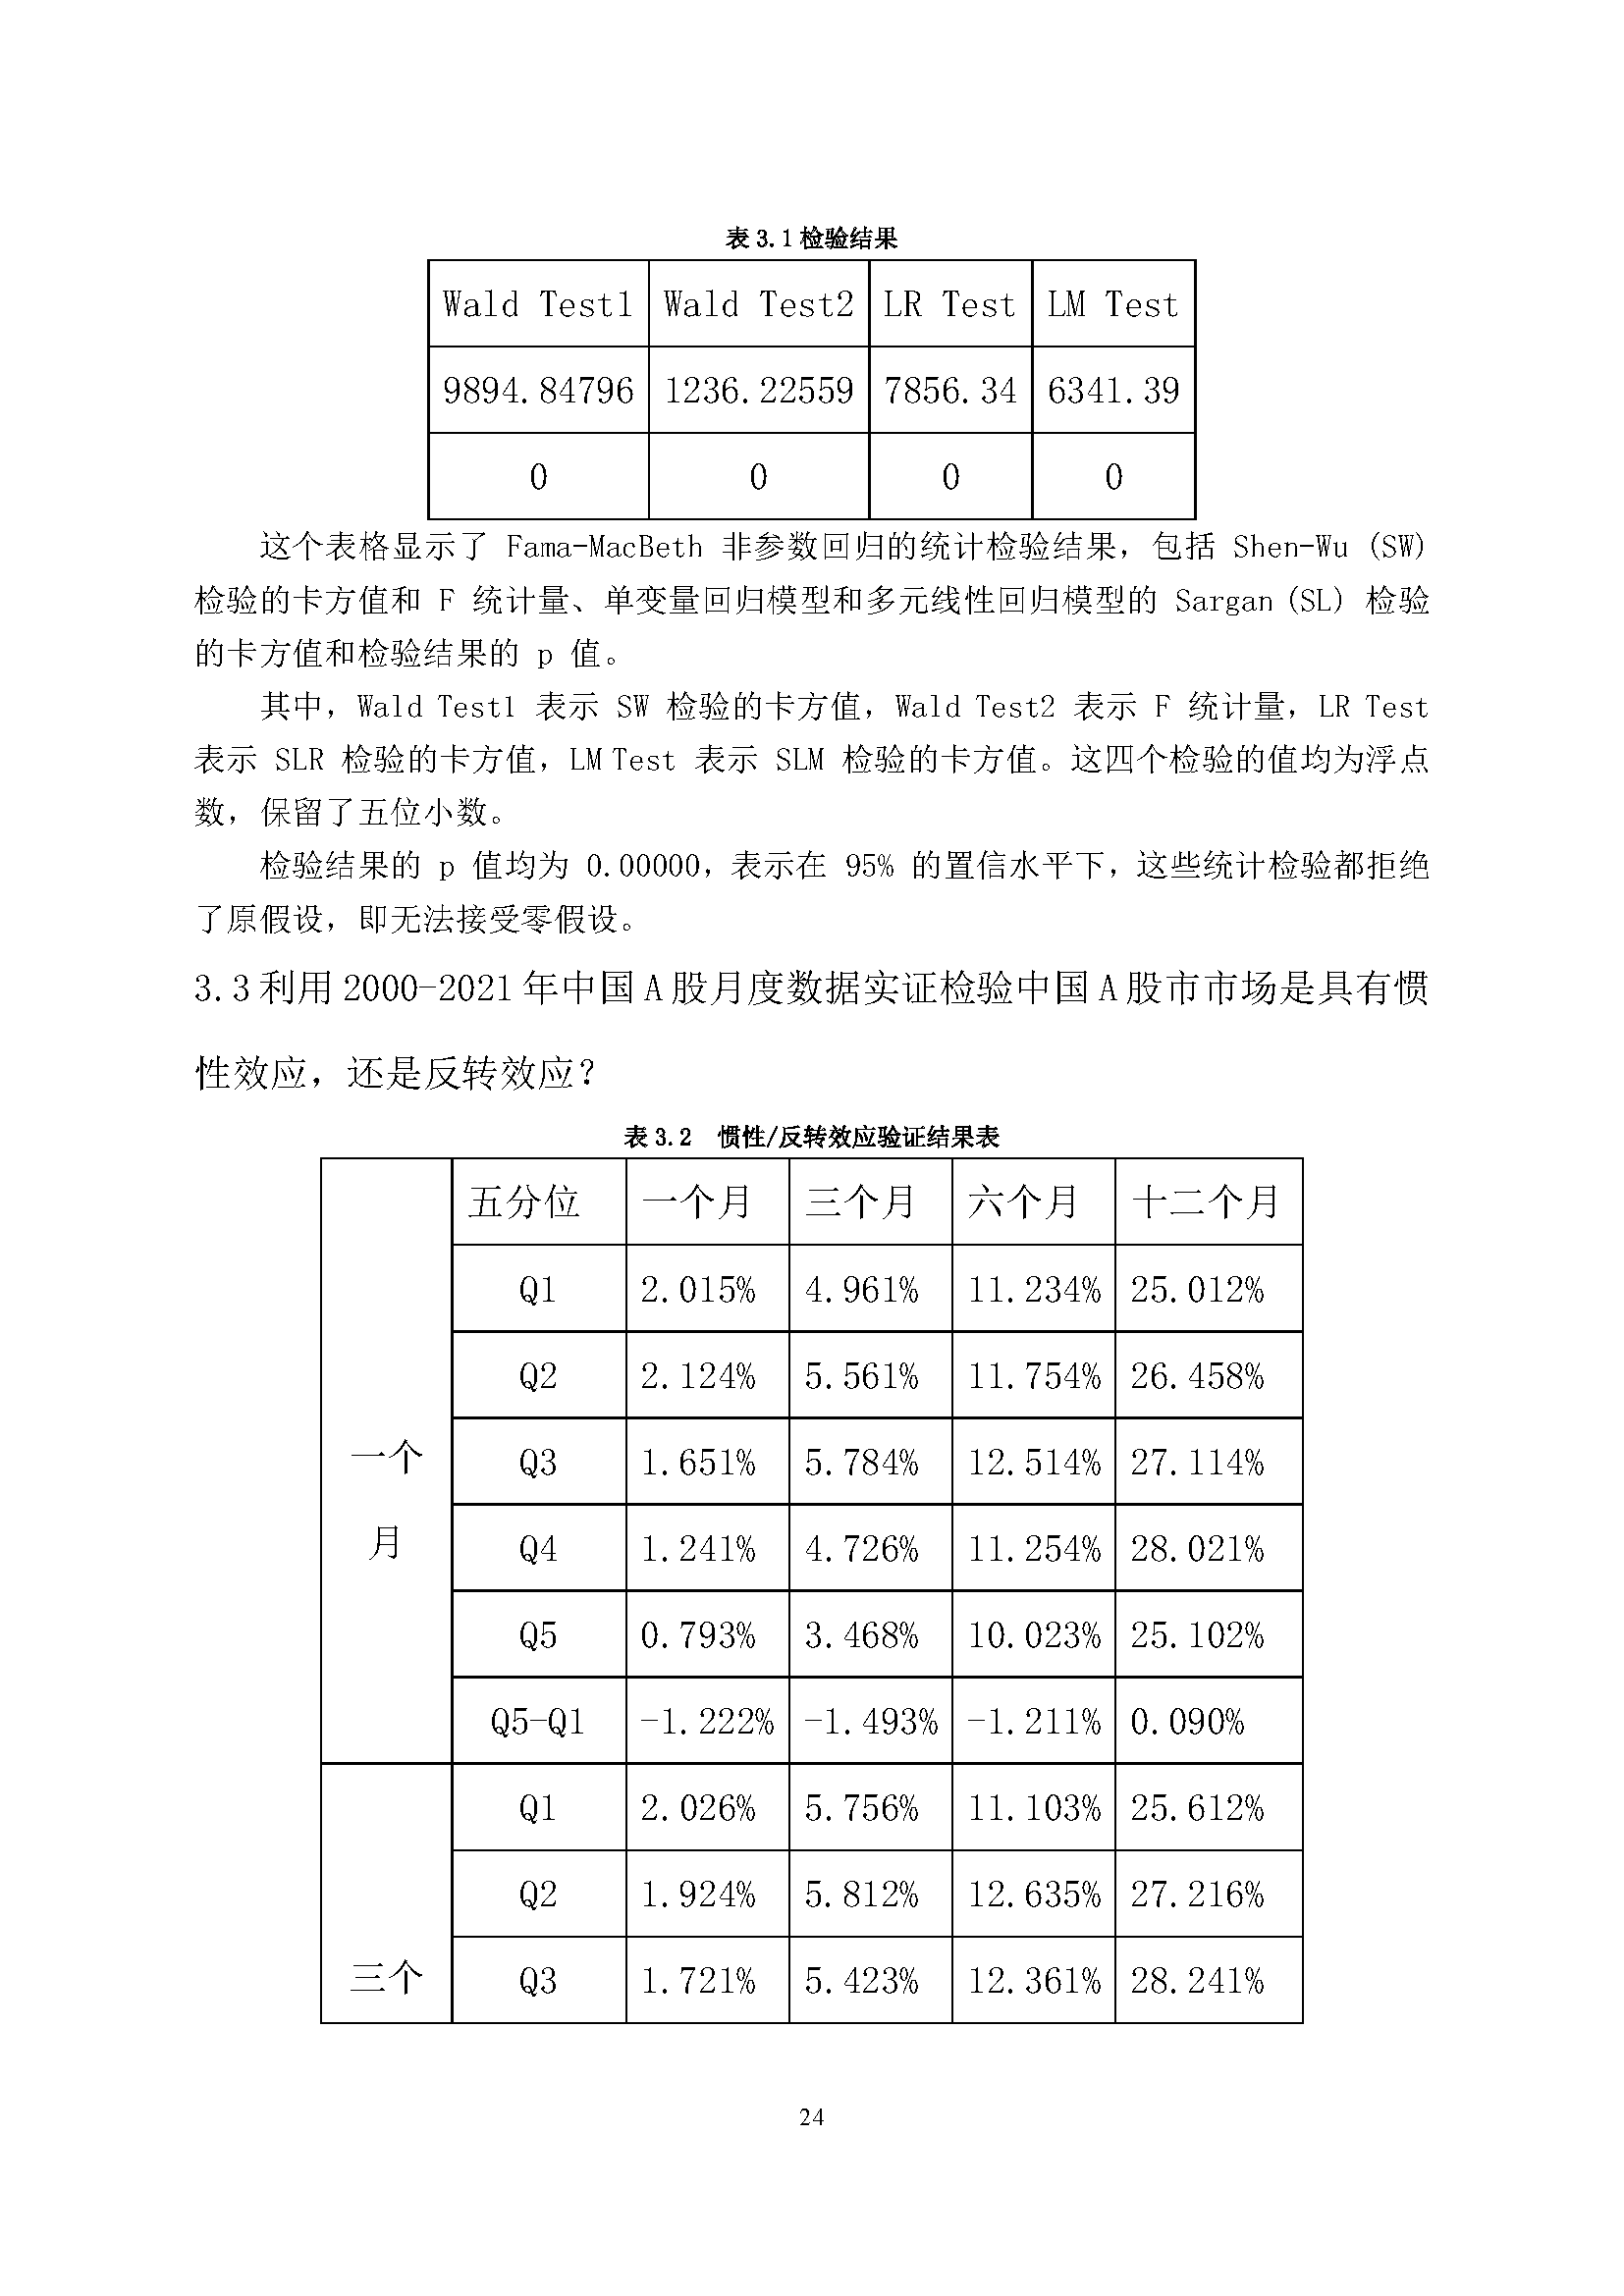 表3.1检验结果
Wald Test1 Wald Test2 LR Test LM Test
9894.84796 1236.22559 7856.34 6341.39
0 0 0 0
这个表格显示了 Fama-MacBeth 非参数回归的统计检验结果，包括 Shen-Wu (SW)
检验的卡方值和 F 统计量、单变量回归模型和多元线性回归模型的 Sargan (SL) 检验
的卡方值和检验结果的 p 值。
其中，Wald Test1 表示 SW 检验的卡方值，Wald Test2 表示 F 统计量，LR Test
表示 SLR 检验的卡方值，LM Test 表示 SLM 检验的卡方值。这四个检验的值均为浮点
数，保留了五位小数。
检验结果的 p 值均为 0.00000，表示在 95% 的置信水平下，这些统计检验都拒绝
了原假设，即无法接受零假设。
3.3利用2000-2021年中国A股月度数据实证检验中国A股市市场是具有惯
性效应，还是反转效应？
表3.2 惯性/反转效应验证结果表
五分位 一个月 三个月 六个月 十二个月
Q1 2.015% 4.961% 11.234% 25.012%
Q2 2.124% 5.561% 11.754% 26.458%
一个
Q3 1.651% 5.784% 12.514% 27.114%
月
Q4 1.241% 4.726% 11.254% 28.021%
Q5 0.793% 3.468% 10.023% 25.102%
Q5-Q1 -1.222% -1.493% -1.211% 0.090%
Q1 2.026% 5.756% 11.103% 25.612%
Q2 1.924% 5.812% 12.635% 27.216%
三个 Q3 1.721% 5.423% 12.361% 28.241%
24